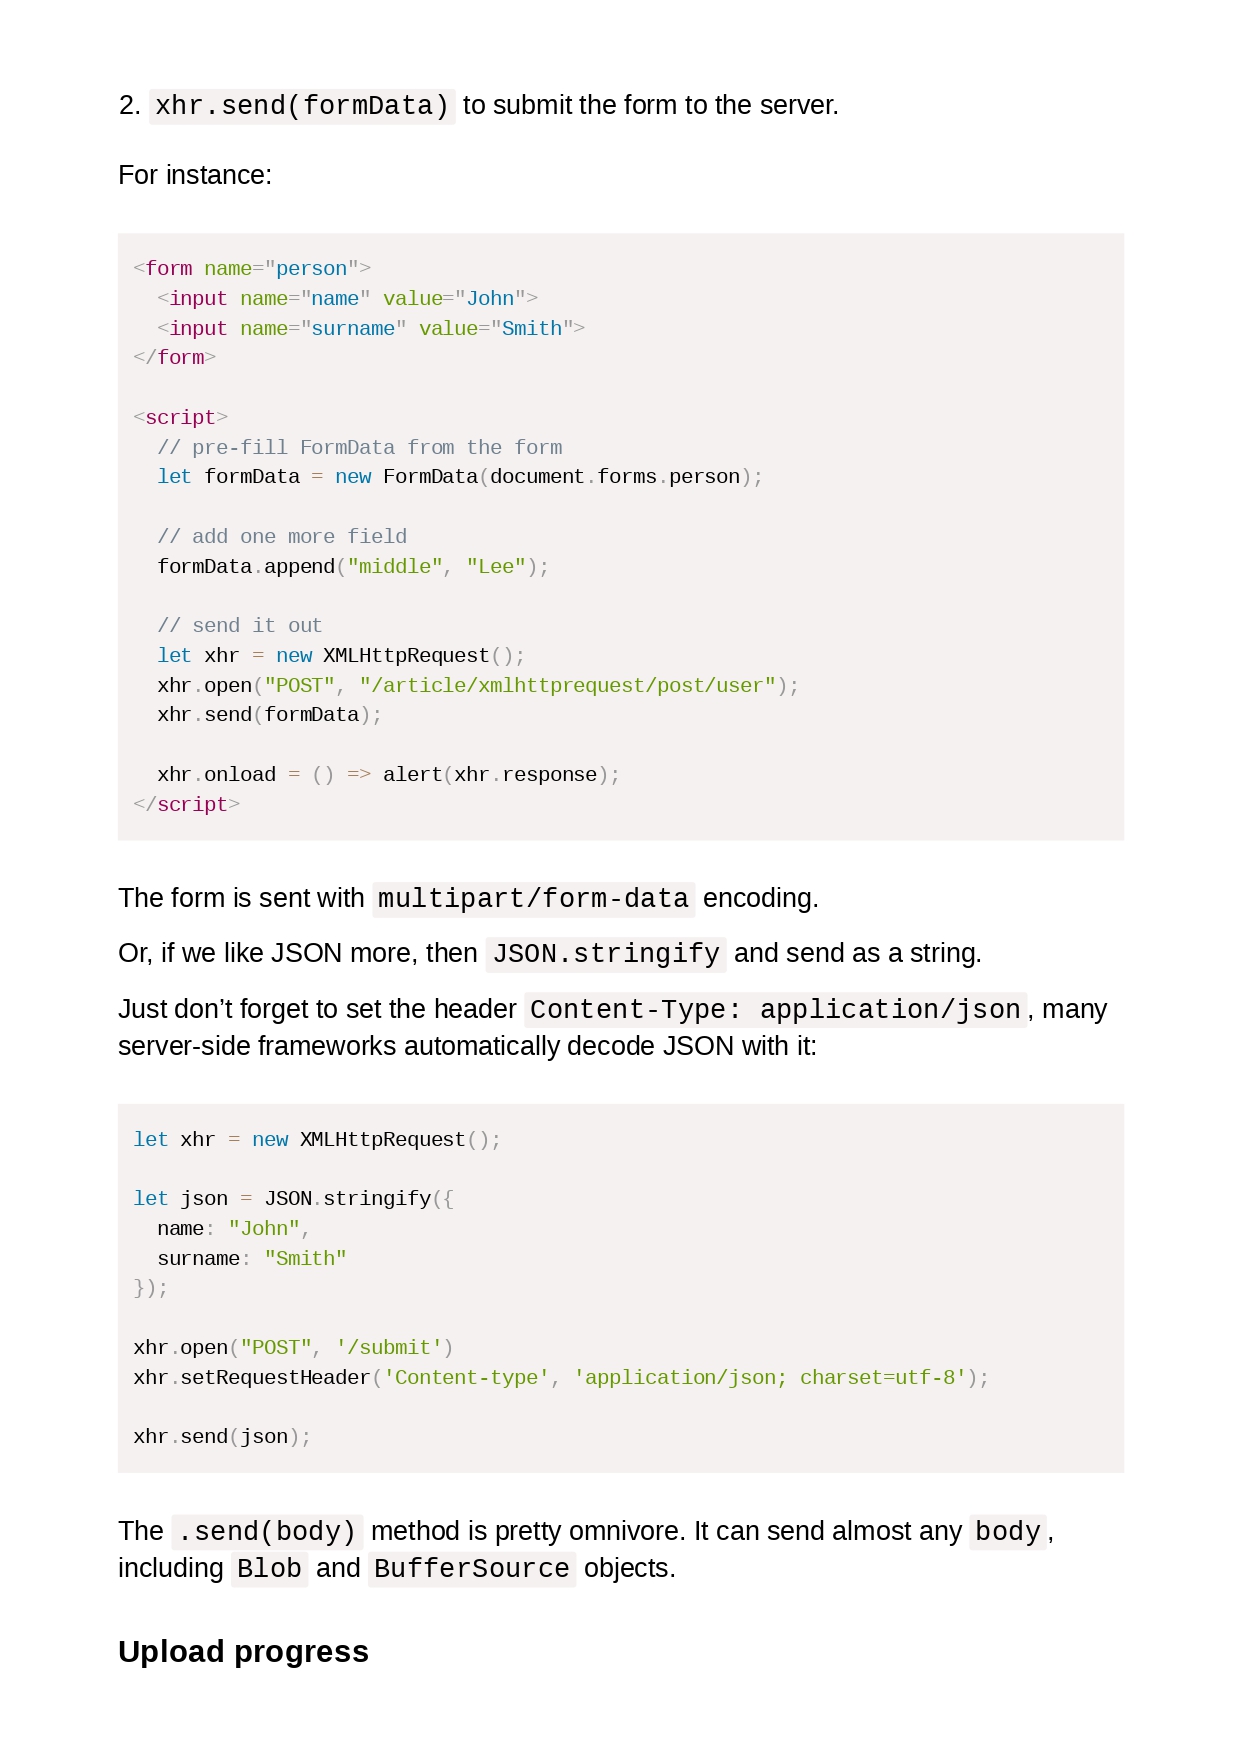 2. xhr.send(formData) to submit the form to the server.
For instance:
<form name="person">
  <input name="name" value="John">
  <input name="surname" value="Smith">
</form>

<script>
  // pre-fill FormData from the form
  let formData = new FormData(document.forms.person);

  // add one more field
  formData.append("middle", "Lee");

  // send it out
  let xhr = new XMLHttpRequest();
  xhr.open("POST", "/article/xmlhttprequest/post/user");
  xhr.send(formData);

  xhr.onload = () => alert(xhr.response);
</script>
The form is sent with multipart/form-data encoding.
Or, if we like JSON more, then JSON.stringify and send as a string.
Just don’t forget to set the header Content-Type: application/json, many
server-side frameworks automatically decode JSON with it:
let xhr = new XMLHttpRequest();

let json = JSON.stringify({
  name: "John",
  surname: "Smith"
});

xhr.open("POST", '/submit')
xhr.setRequestHeader('Content-type', 'application/json; charset=utf-8');

xhr.send(json);
The .send(body) method is pretty omnivore. It can send almost any body,
including Blob and BufferSource objects.
Upload progress